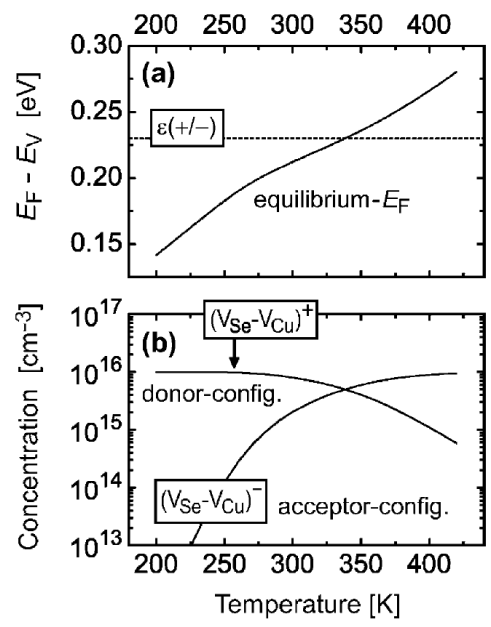 200 250 300 350 400
0.30
(a)
0.25
ε(+/−)
0.20
equilibrium-E_F
0.15
E_F - E_V [eV]
10^17
(V_Se-V_Cu)^+
(b)
10^16
donor-config.
10^15
10^14
(V_Se-V_Cu)^−
acceptor-config.
10^13
Concentration [cm^-3]
200 250 300 350 400
Temperature [K]